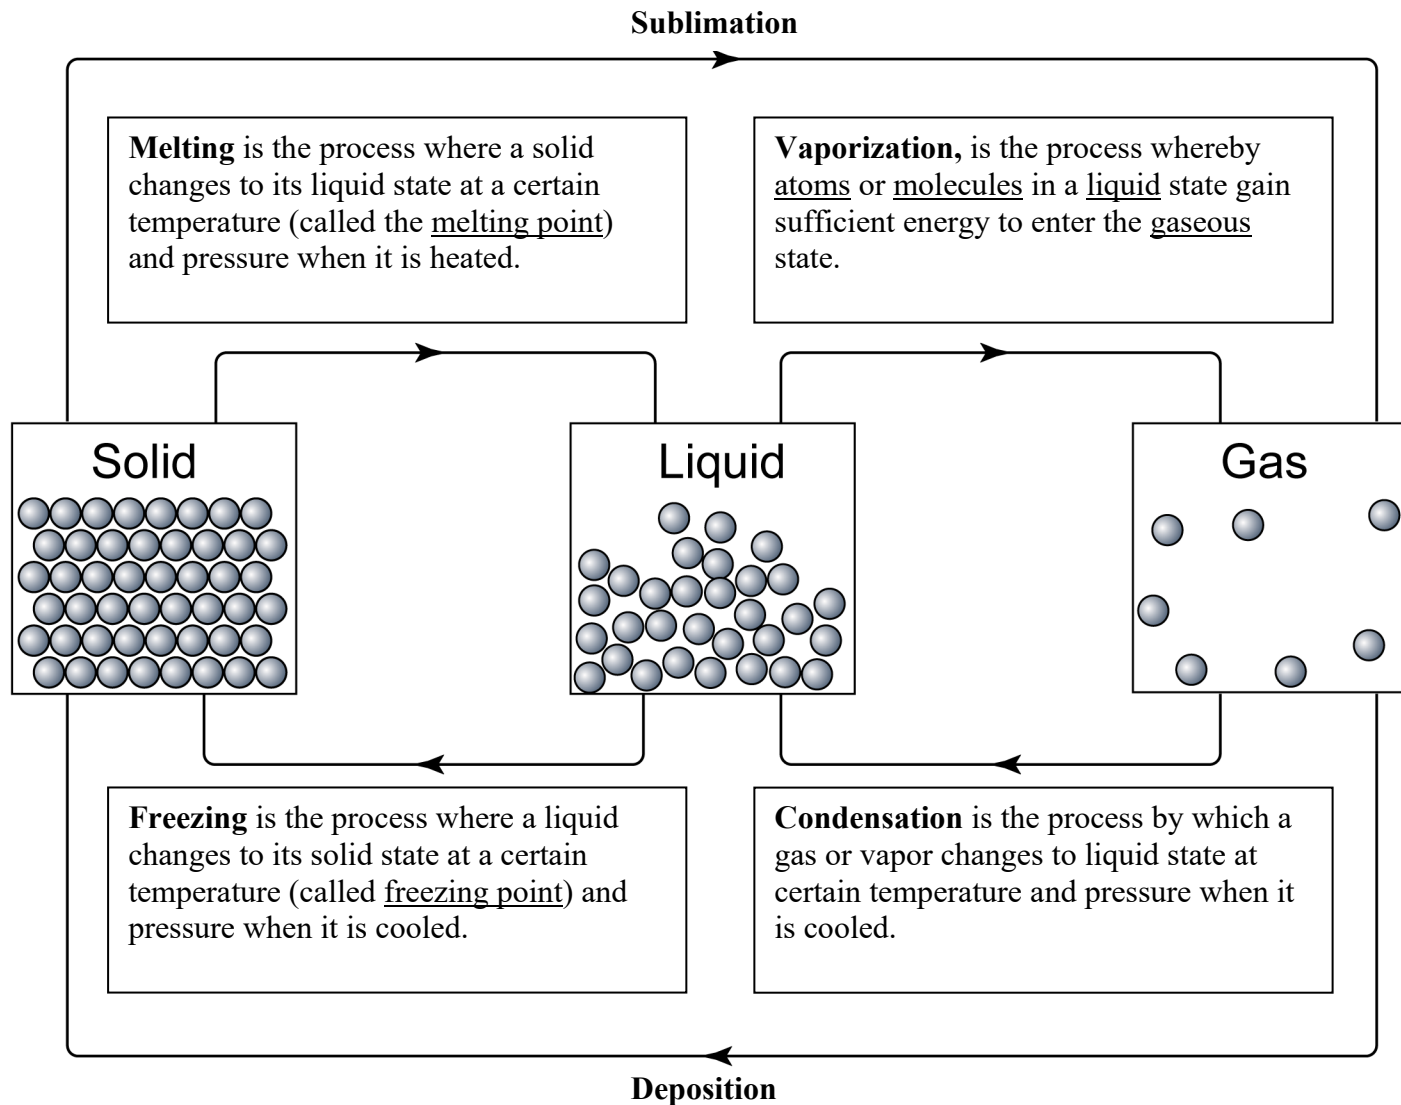 Sublimation
Melting is the process where a solid
changes to its liquid state at a certain
temperature (called the melting point)
and pressure when it is heated.
Vaporization, is the process whereby
atoms or molecules in a liquid state gain
sufficient energy to enter the gaseous
state.
Solid
Liquid
Gas
Freezing is the process where a liquid
changes to its solid state at a certain
temperature (called freezing point) and
pressure when it is cooled.
Condensation is the process by which a
gas or vapor changes to liquid state at
certain temperature and pressure when it
is cooled.
Deposition